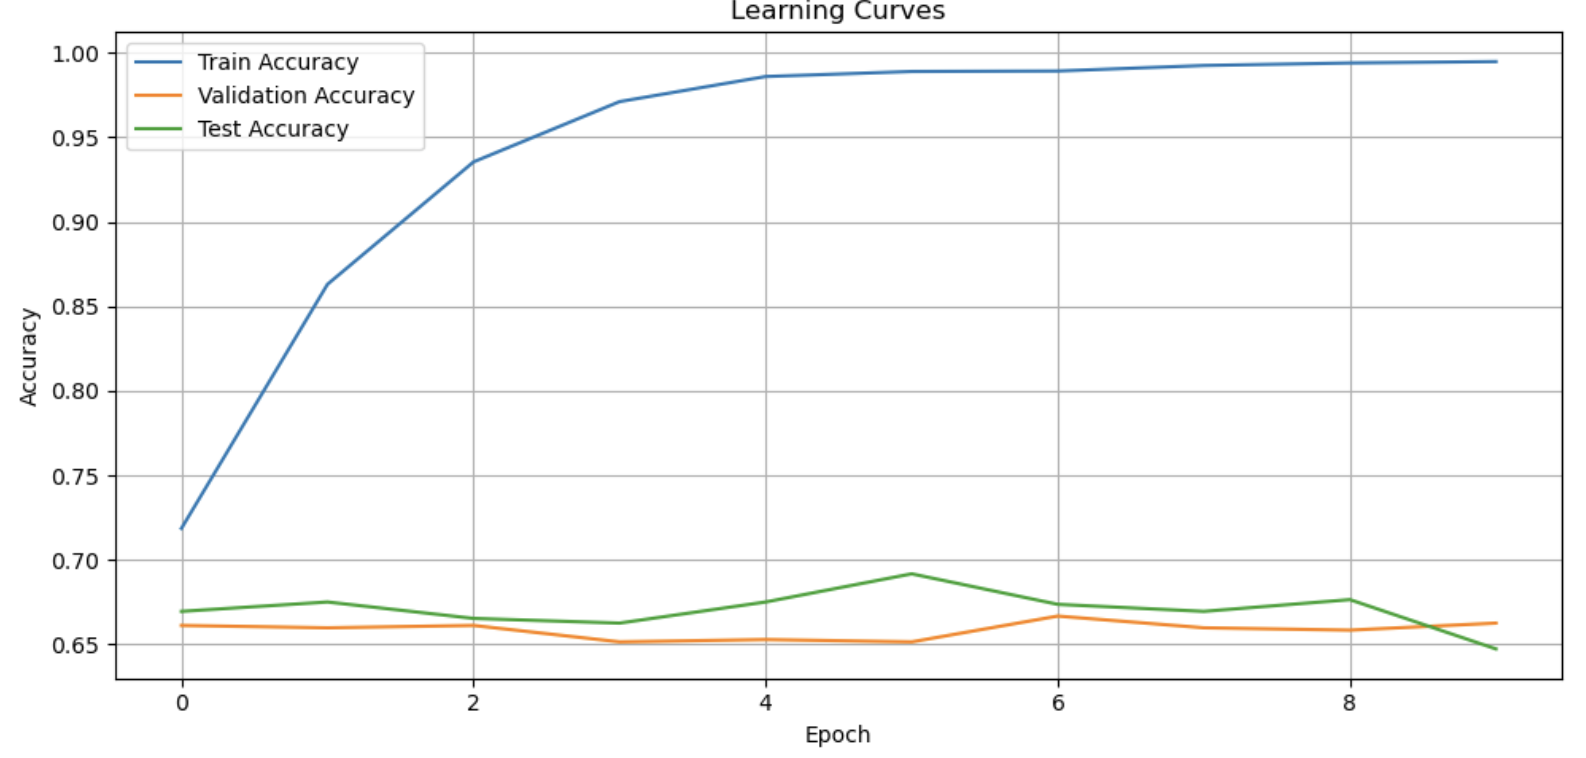 Learning Curves
Train Accuracy
Validation Accuracy
Test Accuracy
1.00
0.95
0.90
0.85
0.80
0.75
0.70
0.65
Accuracy
0 2 4 6 8
Epoch